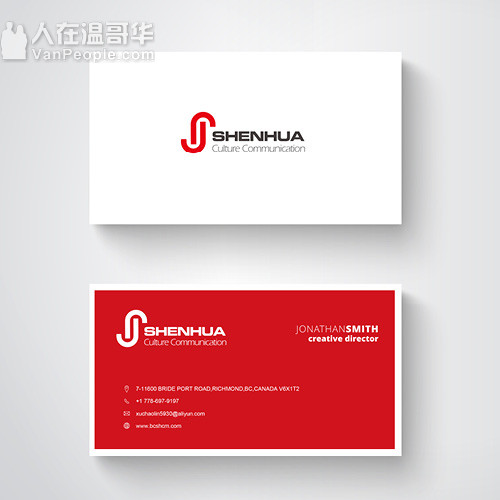 人在温哥华
VanPeople.com
SHENHUA
Culture Communication
SHENHUA
Culture Communication
JONATHANSMITH
creative director
7-11600 BRIDE PORT ROAD,RICHMOND,BC,CANADA V6X1T2
+1 778-697-9197
xuchaolin5930@aliyun.com
www.bcshcm.com